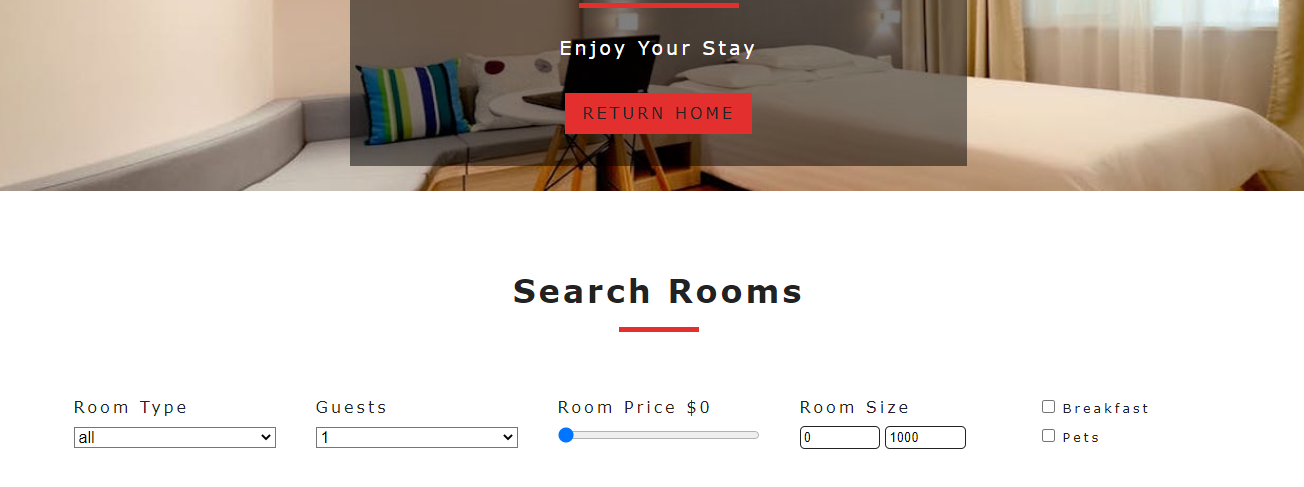 Enjoy Your Stay
RETURN HOME
Search Rooms
Room Type
all
Guests
1
Room Price $0
Room Size
0 1000
Breakfast
Pets